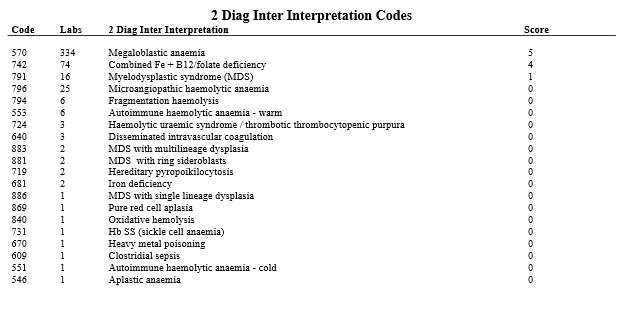 2 Diag Inter Interpretation Codes
Code Labs 2 Diag Inter Interpretation Score
570 334 Megaloblastic anaemia 5
742 74 Combined Fe + B12/folate deficiency 4
791 16 Myelodysplastic syndrome (MDS) 1
796 25 Microangiopathic haemolytic anaemia 0
794 6 Fragmentation haemolysis 0
553 6 Autoimmune haemolytic anaemia - warm 0
724 3 Haemolytic uraemic syndrome / thrombotic thrombocytopenic purpura 0
640 3 Disseminated intravascular coagulation 0
883 2 MDS with multilineage dysplasia 0
881 2 MDS with ring sideroblasts 0
719 2 Hereditary pyropoikilocytosis 0
681 2 Iron deficiency 0
886 1 MDS with single lineage dysplasia 0
869 1 Pure red cell aplasia 0
840 1 Oxidative hemolysis 0
731 1 Hb SS (sickle cell anaemia) 0
670 1 Heavy metal poisoning 0
609 1 Clostridial sepsis 0
551 1 Autoimmune haemolytic anaemia - cold 0
546 1 Aplastic anaemia 0